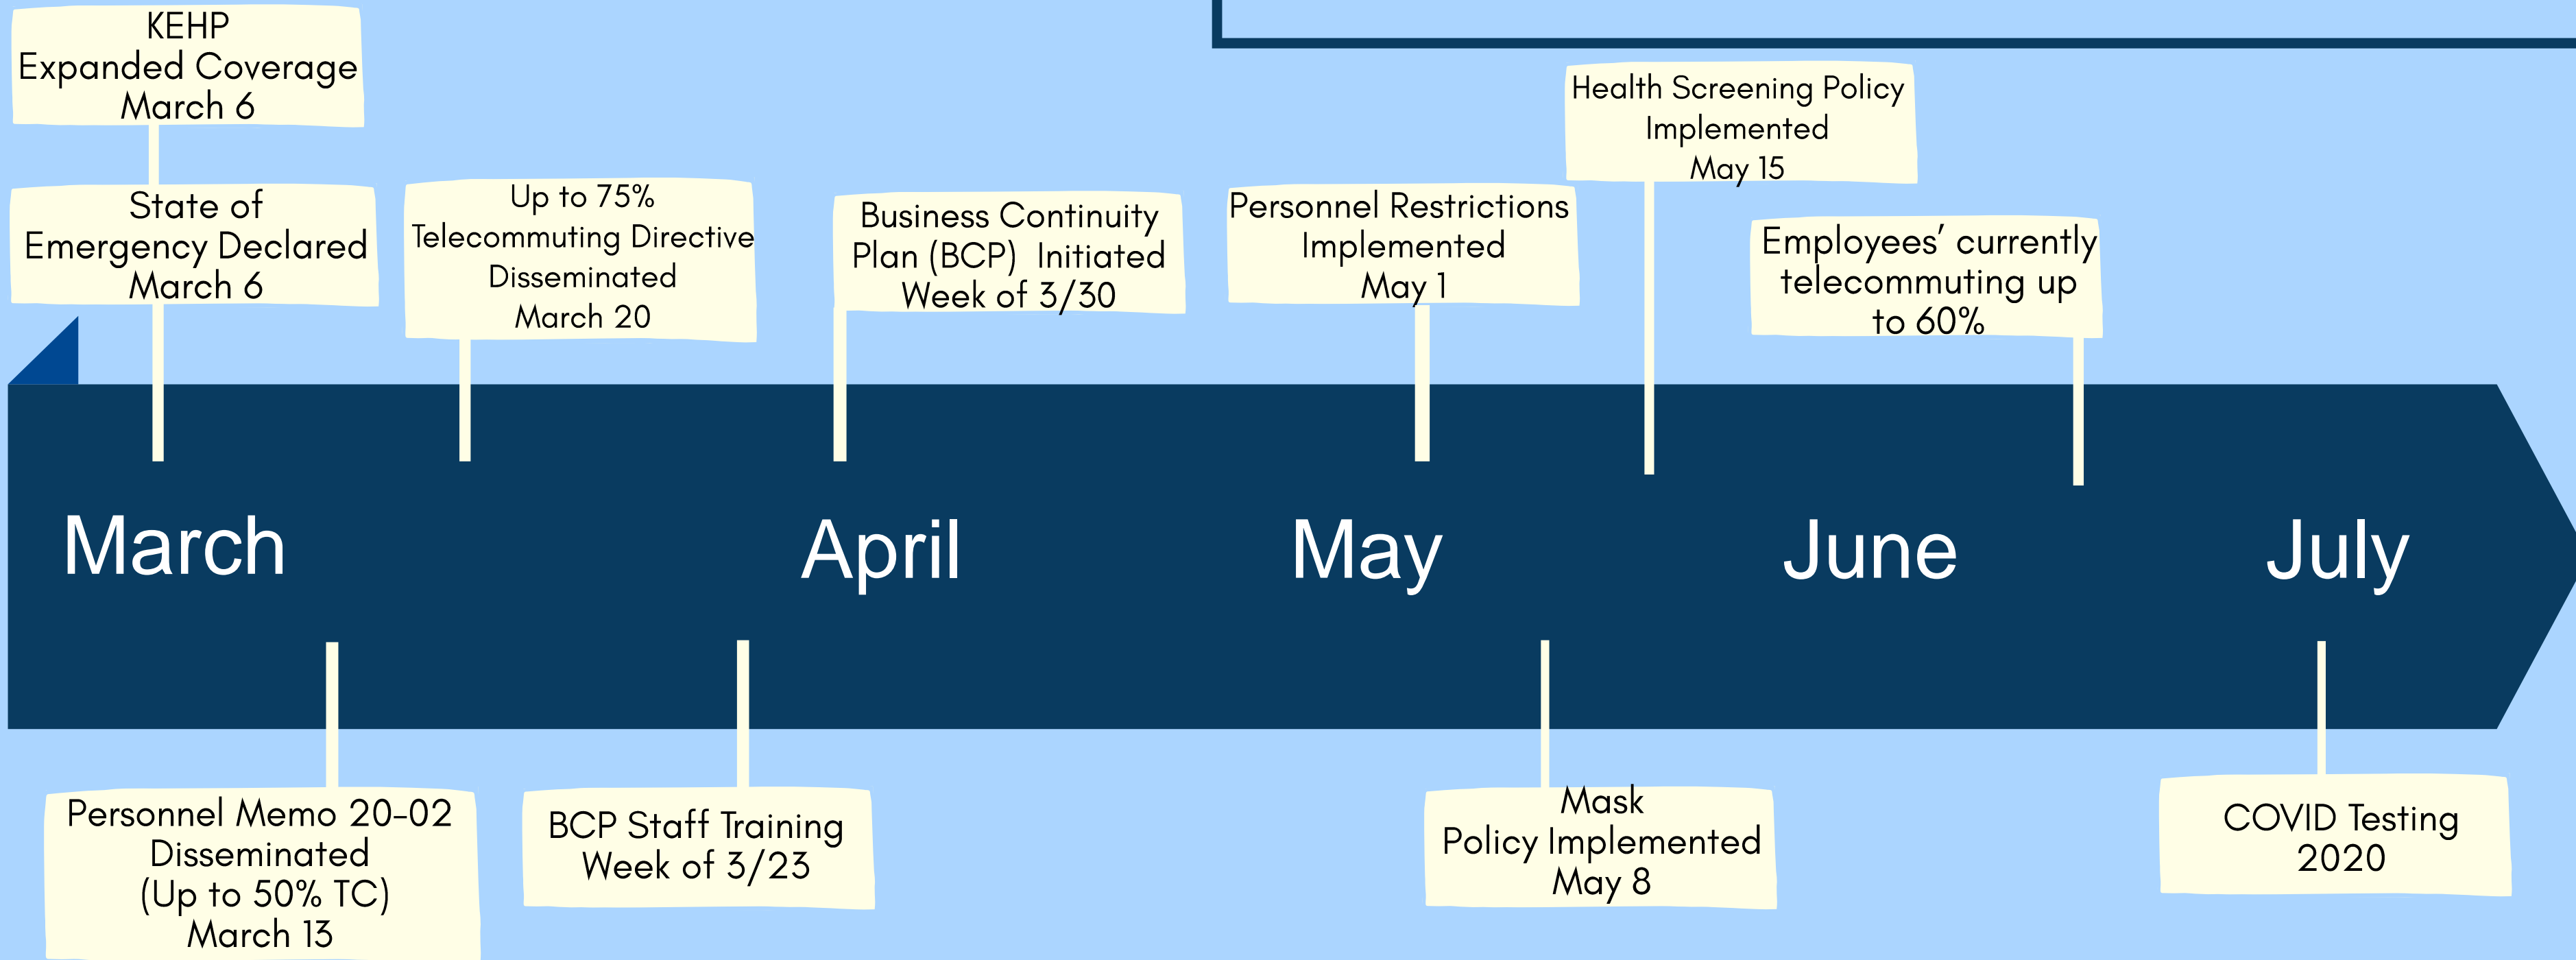 KEHP
Expanded Coverage
March 6
State of
Emergency Declared
March 6
Up to 75%
Telecommuting Directive
Disseminated
March 20
Business Continuity
Plan (BCP)  Initiated
Week of 3/30
Personnel Restrictions
Implemented
May 1
Health Screening Policy
Implemented
May 15
Employees’ currently
telecommuting up
to 60%
March
April
May
June
July
Personnel Memo 20-02
Disseminated
(Up to 50% TC)
March 13
BCP Staff Training
Week of 3/23
Mask
Policy Implemented
May 8
COVID Testing
2020